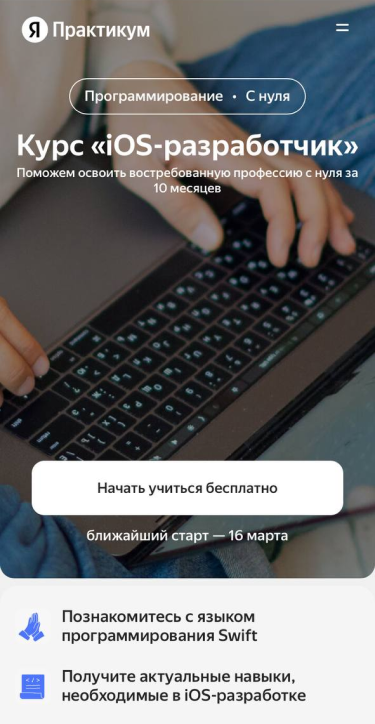 Я Практикум
Программирование • С нуля
Курс «iOS-разработчик»
Поможем освоить востребованную профессию с нуля за
10 месяцев
Начать учиться бесплатно
ближайший старт — 16 марта
Познакомитесь с языком
программирования Swift
Получите актуальные навыки,
необходимые в iOS-разработке